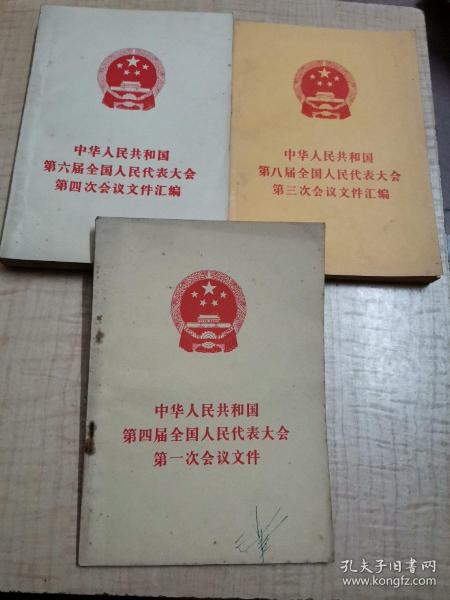 中华人民共和国
第六届全国人民代表大会
第四次会议文件汇编
中华人民共和国
第八届全国人民代表大会
第三次会议文件汇编
中华人民共和国
第四届全国人民代表大会
第一次会议文件
孔夫子旧书网
www.kongfz.com